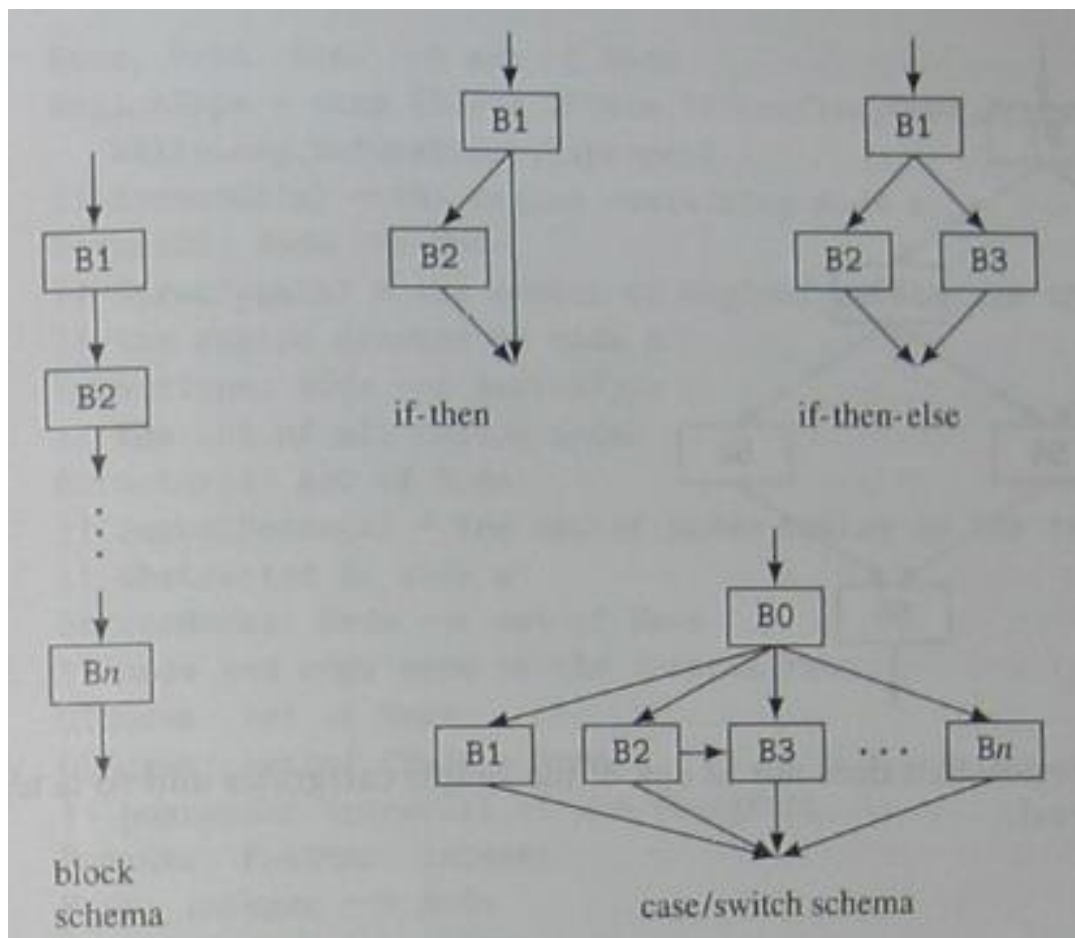 B1
B2
Bn
block
schema
B1
B2
if-then
B1
B2 B3
if-then-else
B0
B1 B2 B3 ... Bn
case/switch schema